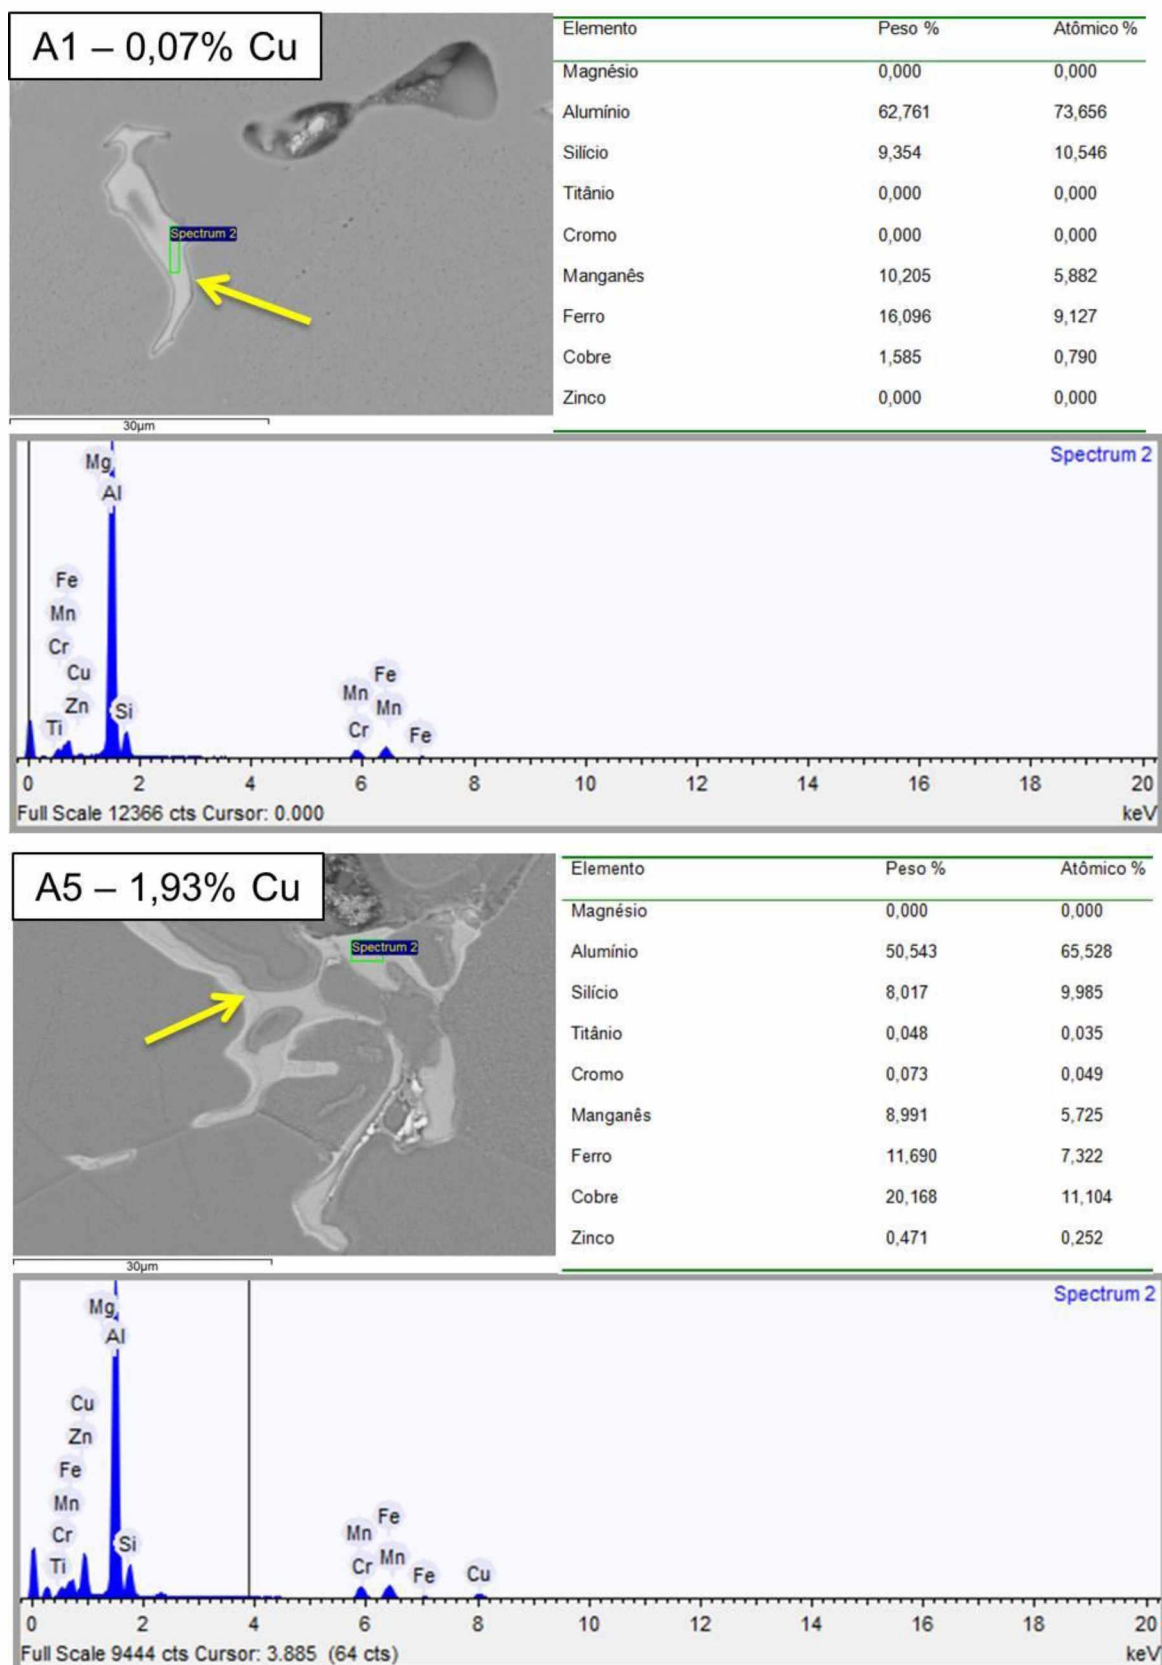 A1 – 0,07% Cu
Spectrum 2
30µm
Elemento Peso % Atômico %
Magnésio 0,000 0,000
Alumínio 62,761 73,656
Silício 9,354 10,546
Titânio 0,000 0,000
Cromo 0,000 0,000
Manganês 10,205 5,882
Ferro 16,096 9,127
Cobre 1,585 0,790
Zinco 0,000 0,000
Spectrum 2
Mg
Al
Fe
Mn
Cr
Cu
Zn
Ti
Si
Fe
Mn
Mn
Cr
Fe
0 2 4 6 8 10 12 14 16 18 20
Full Scale 12366 cts Cursor: 0.000 keV
A5 – 1,93% Cu
Spectrum 2
30µm
Elemento Peso % Atômico %
Magnésio 0,000 0,000
Alumínio 50,543 65,528
Silício 8,017 9,985
Titânio 0,048 0,035
Cromo 0,073 0,049
Manganês 8,991 5,725
Ferro 11,690 7,322
Cobre 20,168 11,104
Zinco 0,471 0,252
Spectrum 2
Mg
Al
Cu
Zn
Fe
Mn
Cr
Ti
Si
Fe
Mn
Mn
Cr
Fe
Cu
0 2 4 6 8 10 12 14 16 18 20
Full Scale 9444 cts Cursor: 3.885 (64 cts) keV